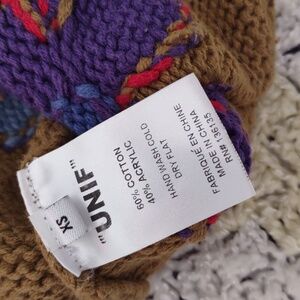 "UNIF"
XS
60% COTTON
40% ACRYLIC
HAND WASH COLD
DRY FLAT
MADE IN CHINA
FABRIQUÉ EN CHINE
RN# 136135